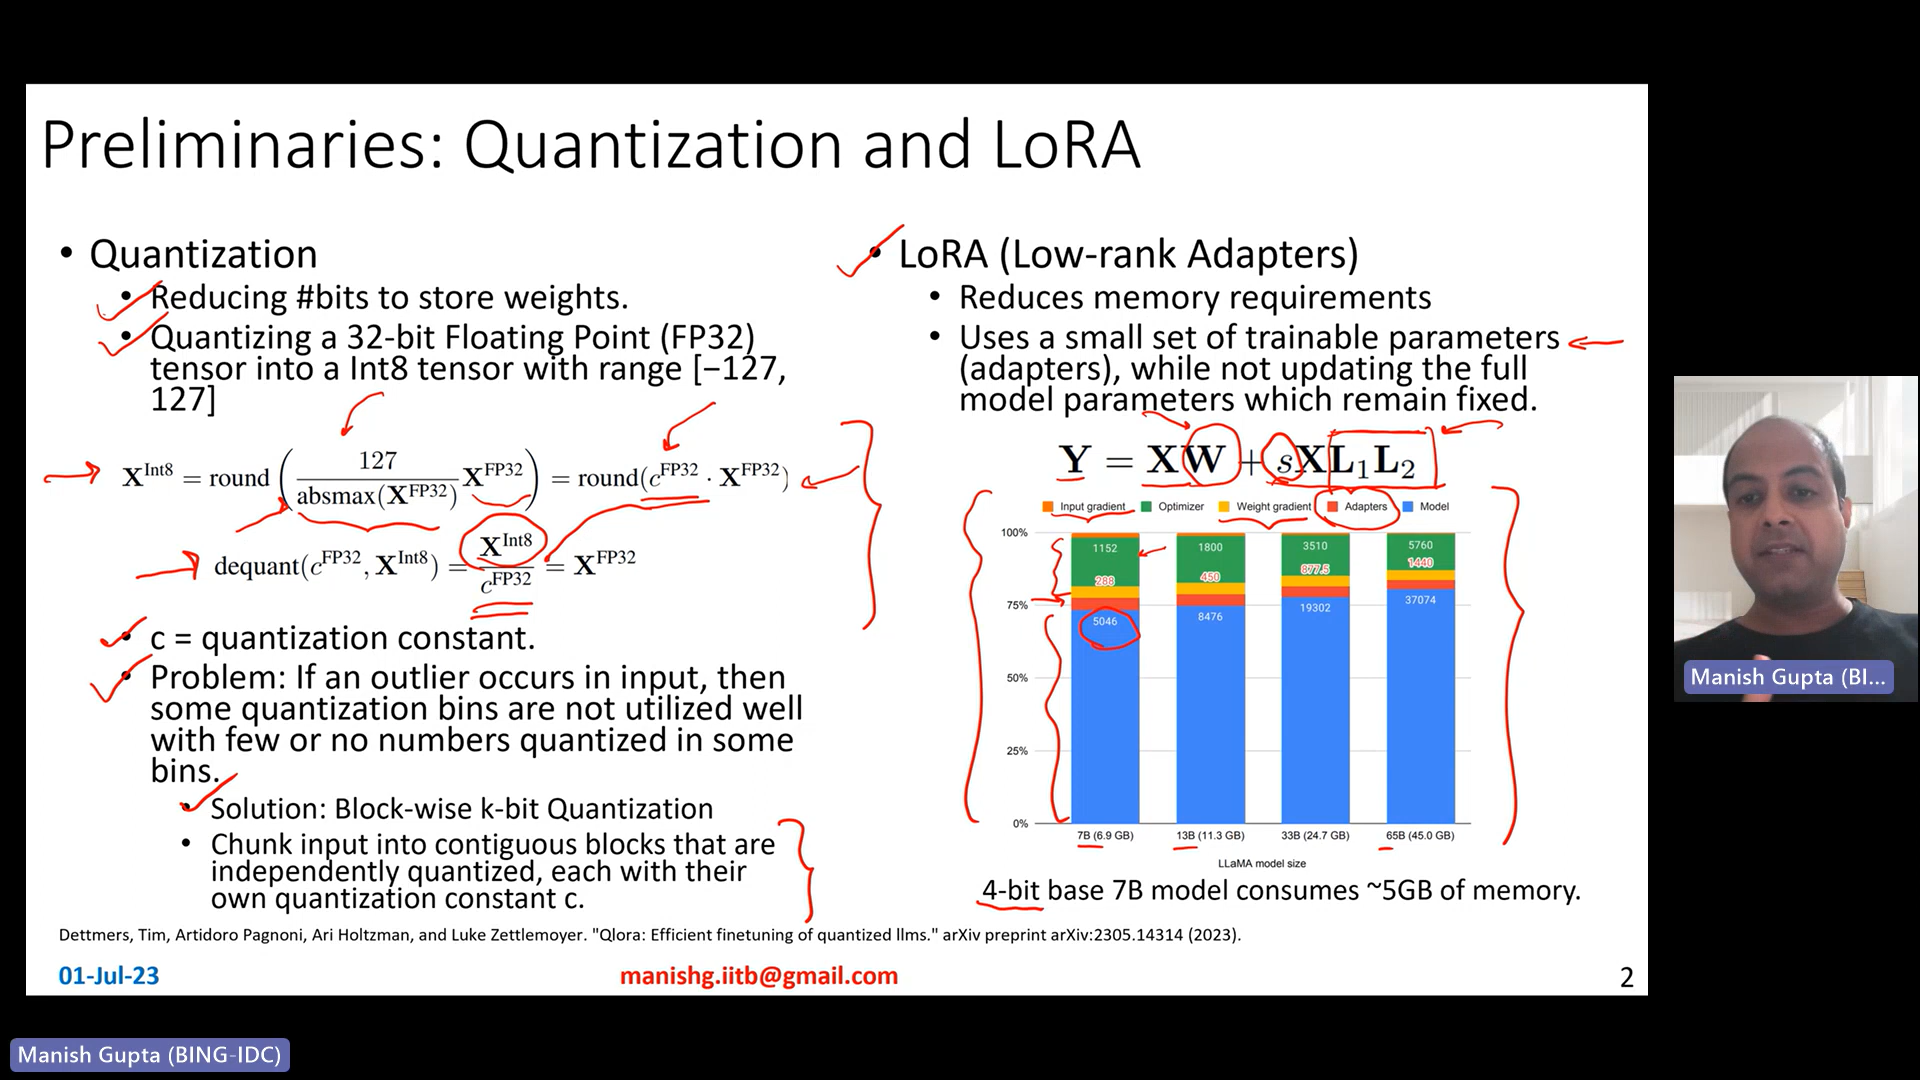 Preliminaries: Quantization and LoRA
• Quantization
• Reducing #bits to store weights.
• Quantizing a 32-bit Floating Point (FP32)
tensor into a Int8 tensor with range [−127,
127]
X^Int8 = round(127/absmax(X^FP32) X^FP32) = round(c^FP32 · X^FP32)
dequant(c^FP32, X^Int8) = X^Int8/c^FP32 = X^FP32
• c = quantization constant.
• Problem: If an outlier occurs in input, then
some quantization bins are not utilized well
with few or no numbers quantized in some
bins.
• Solution: Block-wise k-bit Quantization
• Chunk input into contiguous blocks that are
independently quantized, each with their
own quantization constant c.
• LoRA (Low-rank Adapters)
• Reduces memory requirements
• Uses a small set of trainable parameters
(adapters), while not updating the full
model parameters which remain fixed.
Y = XW + sXL₁L₂
Input gradient Optimizer Weight gradient Adapters Model
100%
1152 1800 3510 5760
288 450 877.5 1440
75%
5046 8476 19302 37074
50%
25%
0%
7B (6.9 GB) 13B (11.3 GB) 33B (24.7 GB) 65B (45.0 GB)
LLaMA model size
4-bit base 7B model consumes ~5GB of memory.
Dettmers, Tim, Artidoro Pagnoni, Ari Holtzman, and Luke Zettlemoyer. "Qlora: Efficient finetuning of quantized llms." arXiv preprint arXiv:2305.14314 (2023).
01-Jul-23
manishg.iitb@gmail.com
2
Manish Gupta (BI...
Manish Gupta (BING-IDC)